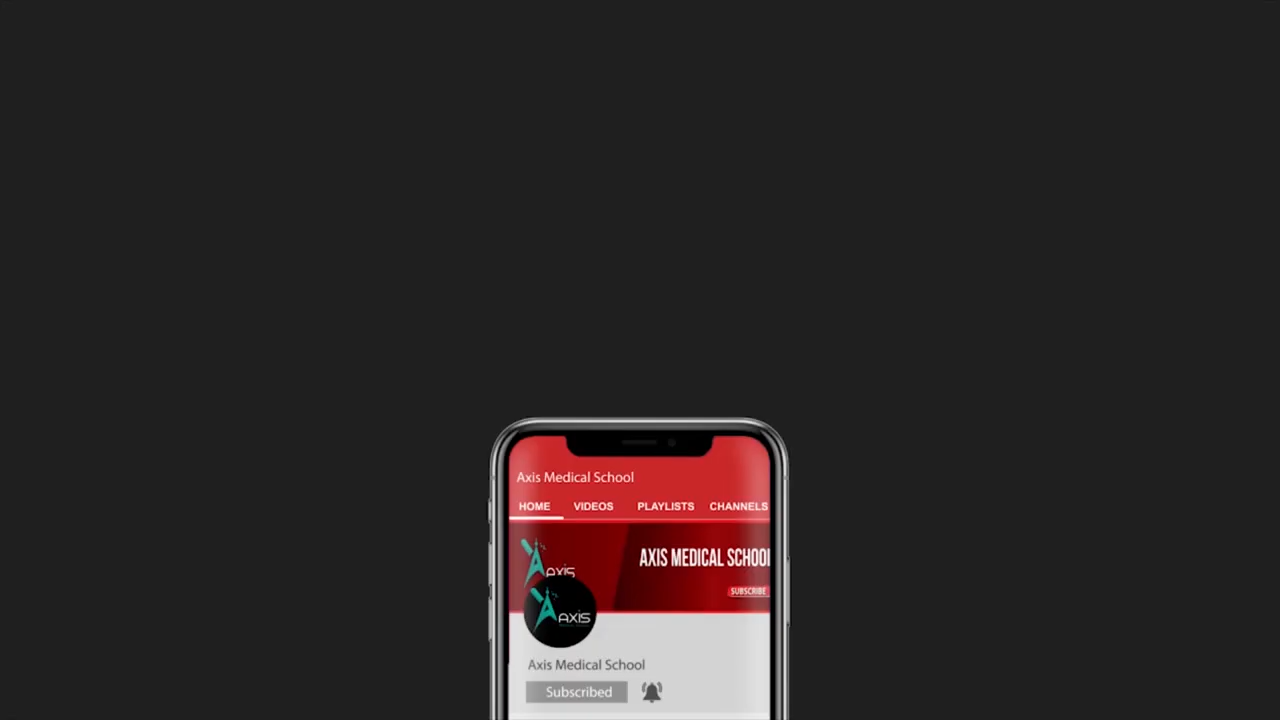 Axis Medical School
HOME VIDEOS PLAYLISTS CHANNELS
AXIS MEDICAL SCHOOL
AXIS
SUBSCRIBE
AXIS
Axis Medical School
Subscribed